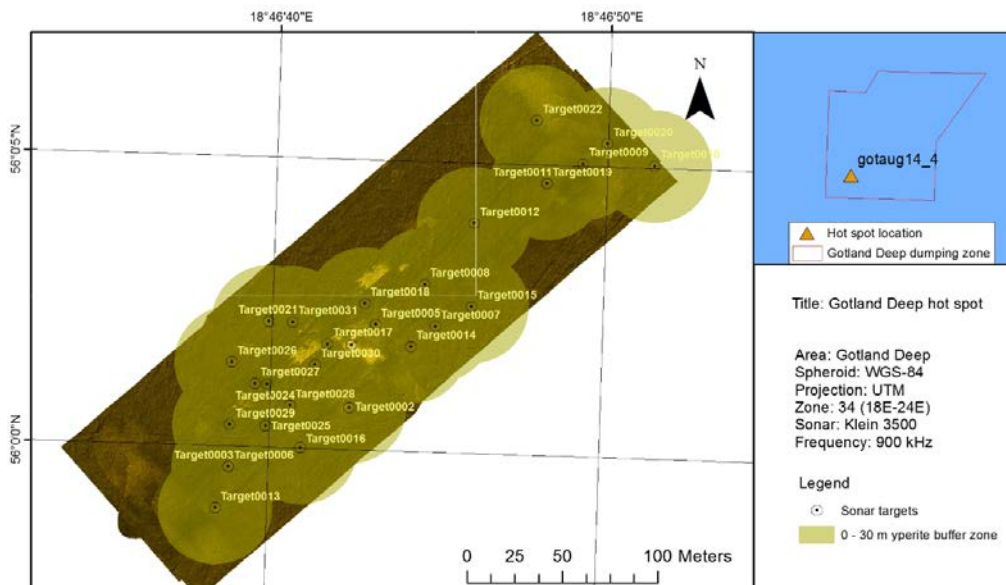 18°46'40"E
18°46'50"E
N
56°0'5"N
56°0'0"N
Target0022
Target0020
Target0009
Target0011
Target0019
Target0012
Target0008
Target0018
Target0015
Target0021
Target0031
Target0005
Target0007
Target0017
Target0014
Target0026
Target0030
Target0027
Target0024
Target0028
Target0002
Target0029
Target0025
Target0016
Target0003
Target0006
Target0013
0 25 50 100 Meters
gotaug14_4
Hot spot location
Gotland Deep dumping zone
Title: Gotland Deep hot spot
Area: Gotland Deep
Spheroid: WGS-84
Projection: UTM
Zone: 34 (18E-24E)
Sonar: Klein 3500
Frequency: 900 kHz
Legend
Sonar targets
0 - 30 m yperite buffer zone